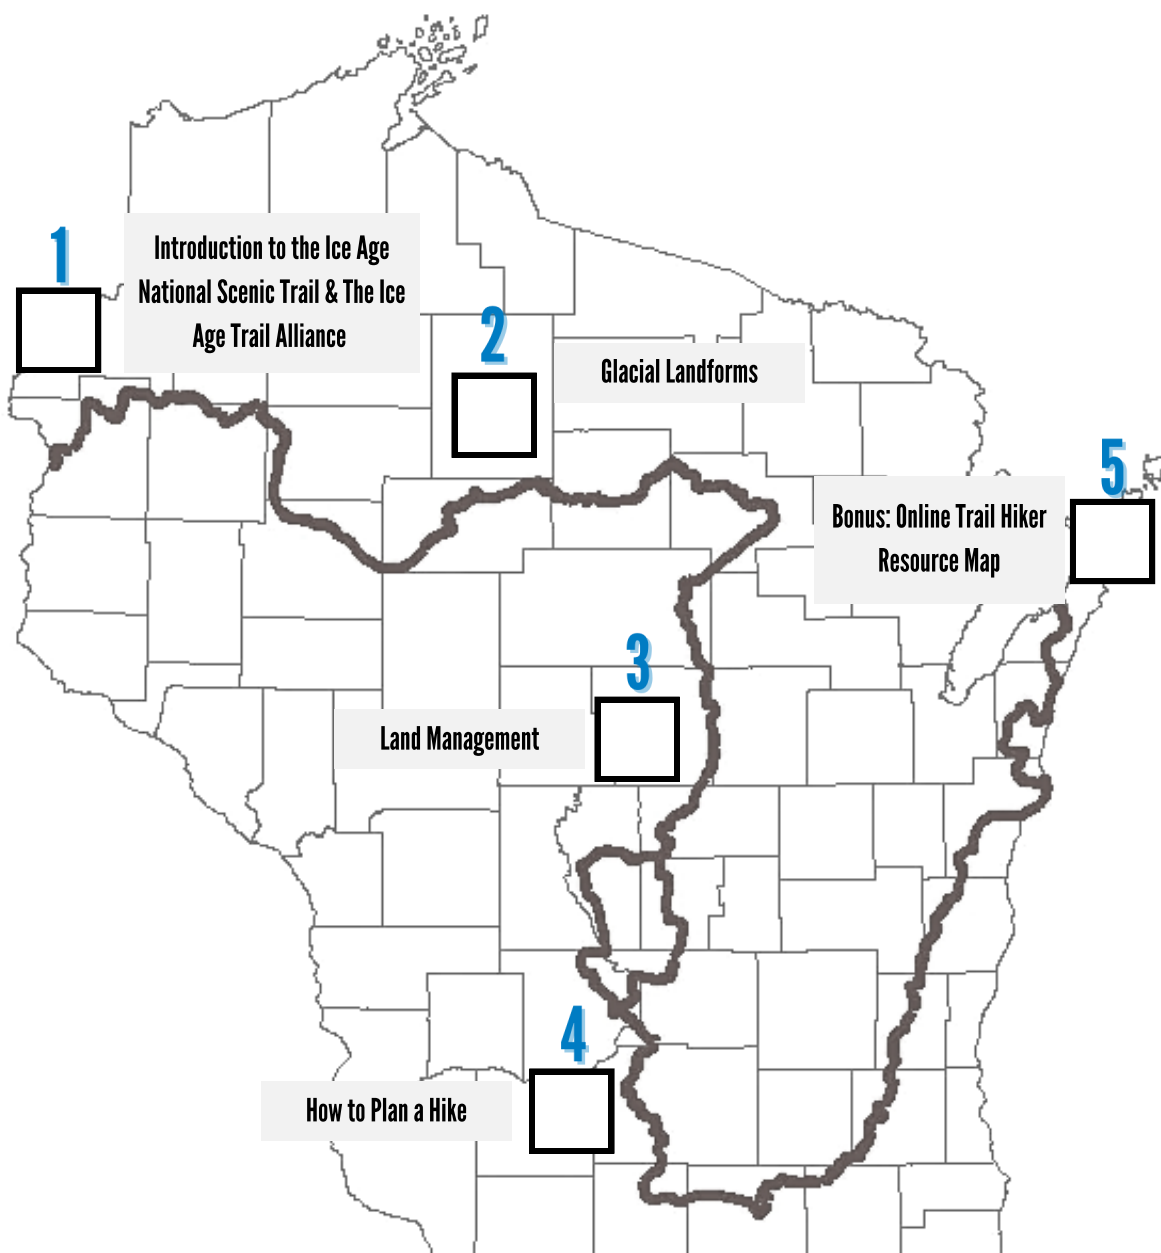 1
Introduction to the Ice Age
National Scenic Trail & The Ice
Age Trail Alliance
2
Glacial Landforms
5
Bonus: Online Trail Hiker
Resource Map
3
Land Management
4
How to Plan a Hike